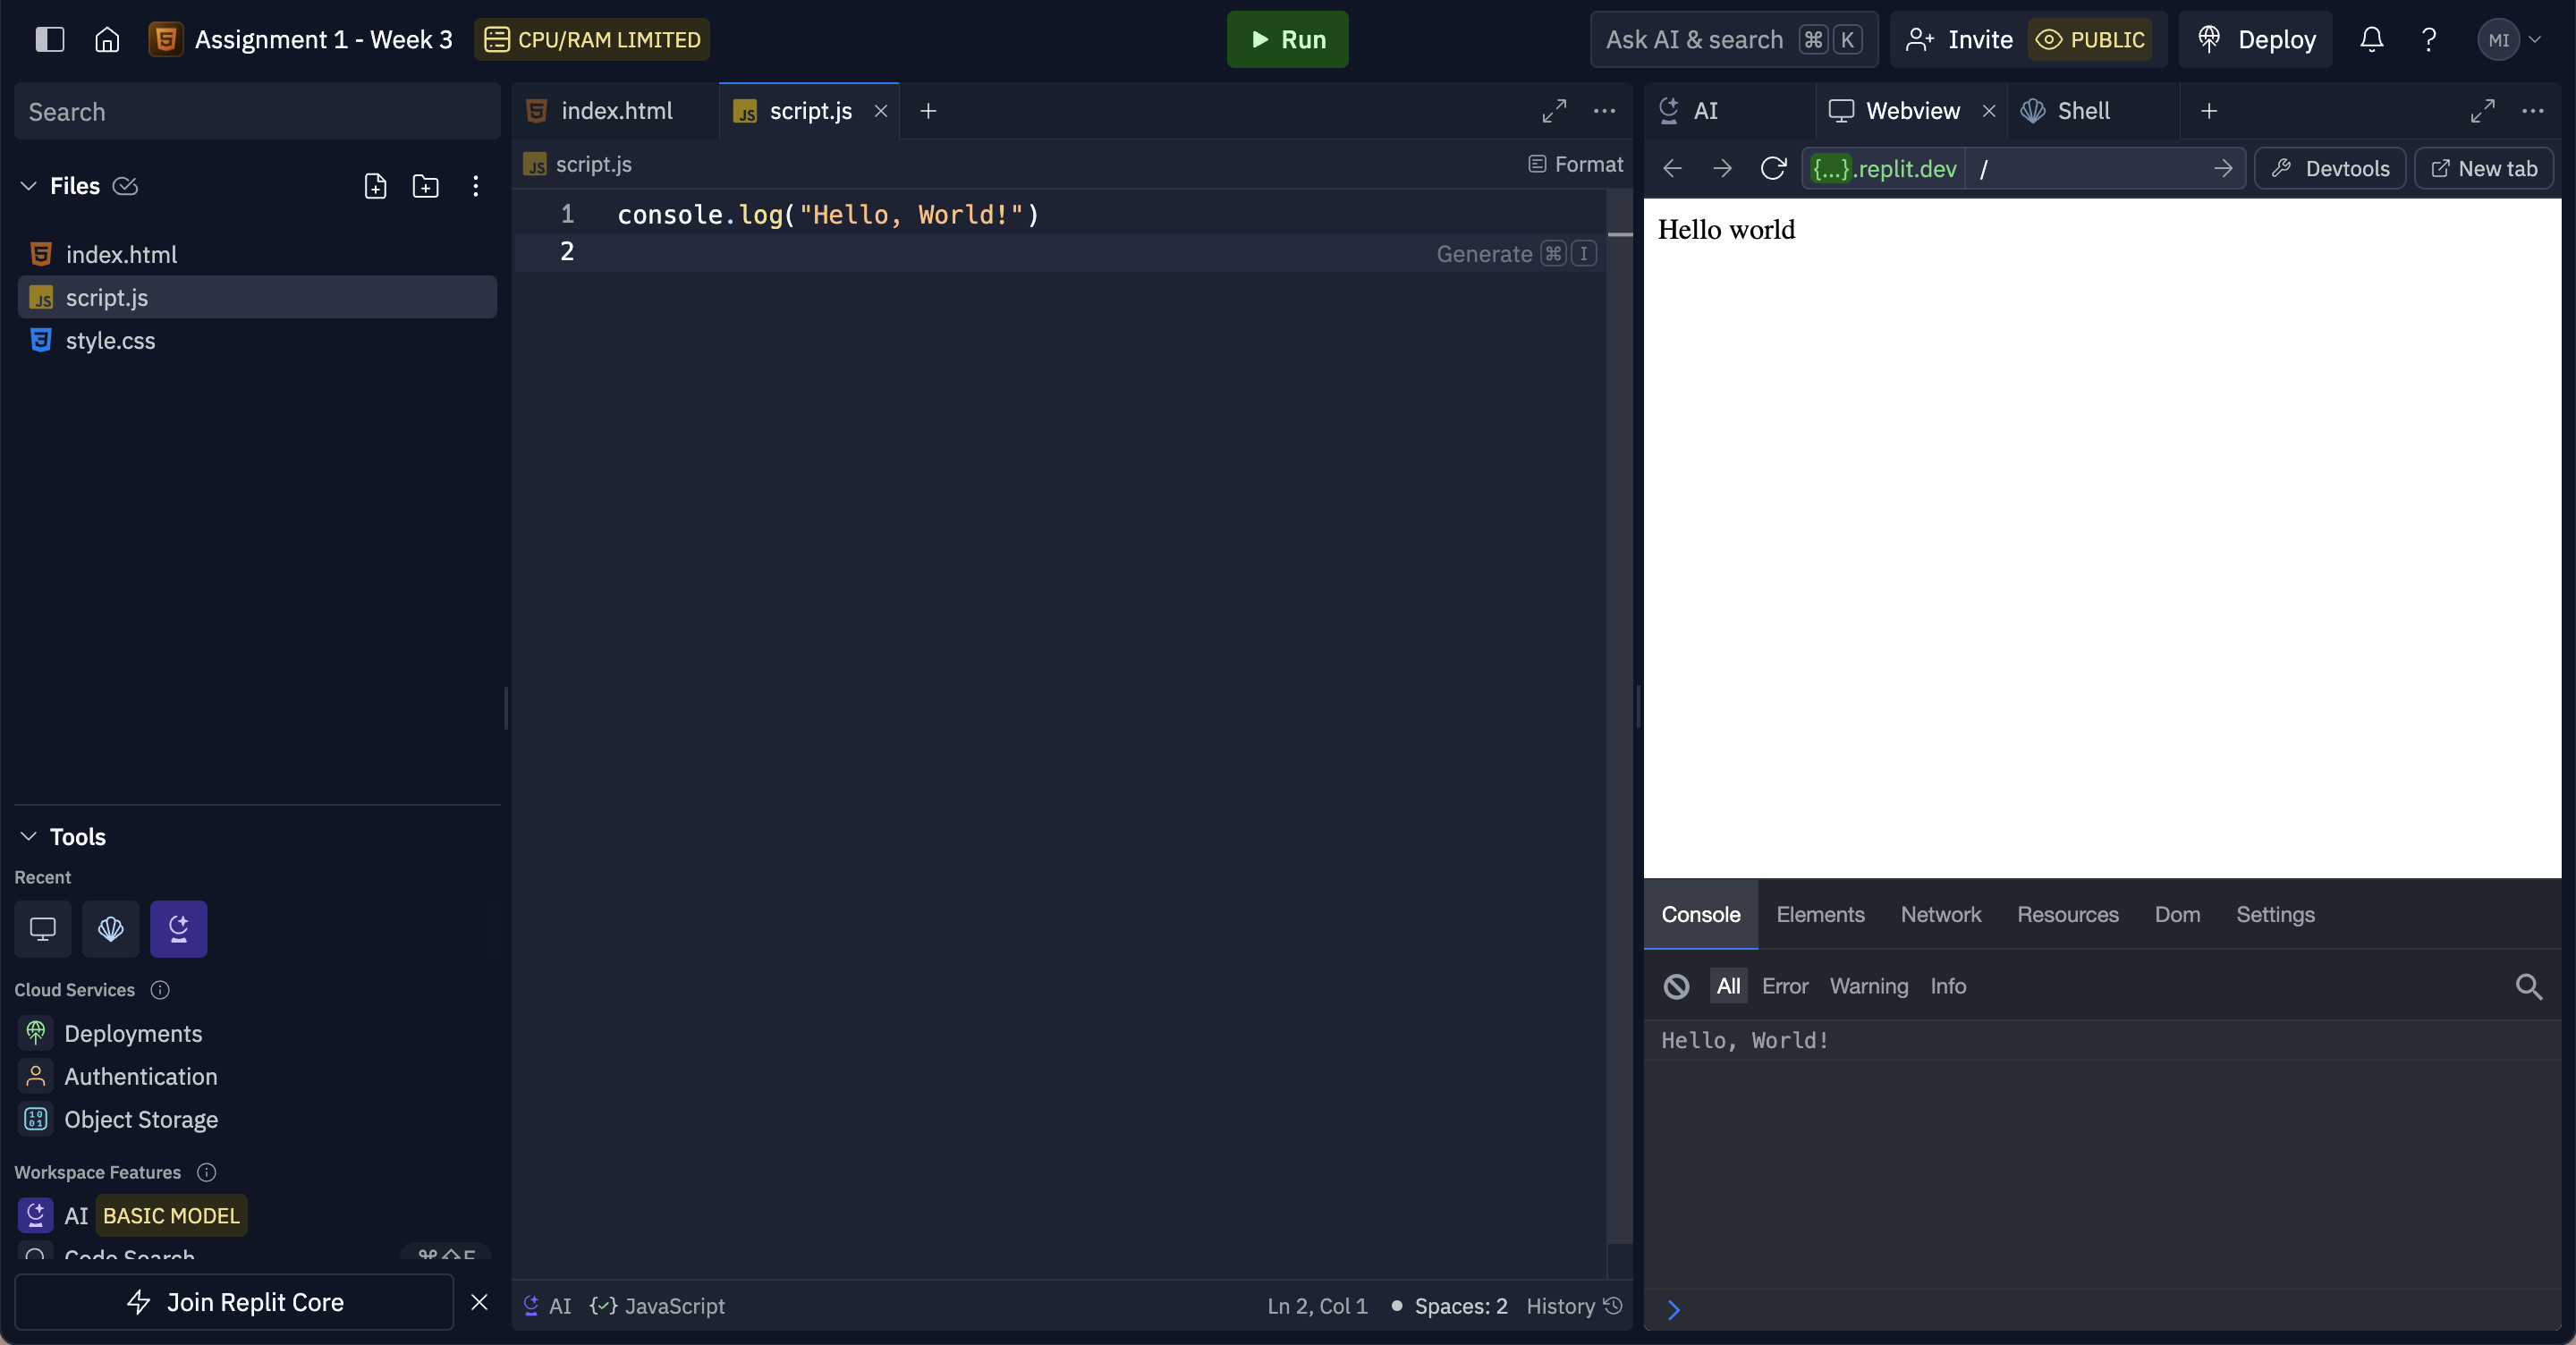 Assignment 1 - Week 3 CPU/RAM LIMITED Run Ask AI & search ⌘ K Invite PUBLIC Deploy ? MI
Search
Files
index.html
script.js
style.css
Tools
Recent
Cloud Services
Deployments
Authentication
Object Storage
Workspace Features
AI BASIC MODEL
Code Search ⌘⇧F
Join Replit Core
index.html script.js
script.js Format
1 console.log("Hello, World!")
2 Generate ⌘ I
AI JavaScript Ln 2, Col 1 Spaces: 2 History
AI Webview Shell
{...}.replit.dev / Devtools New tab
Hello world
Console Elements Network Resources Dom Settings
All Error Warning Info
Hello, World!